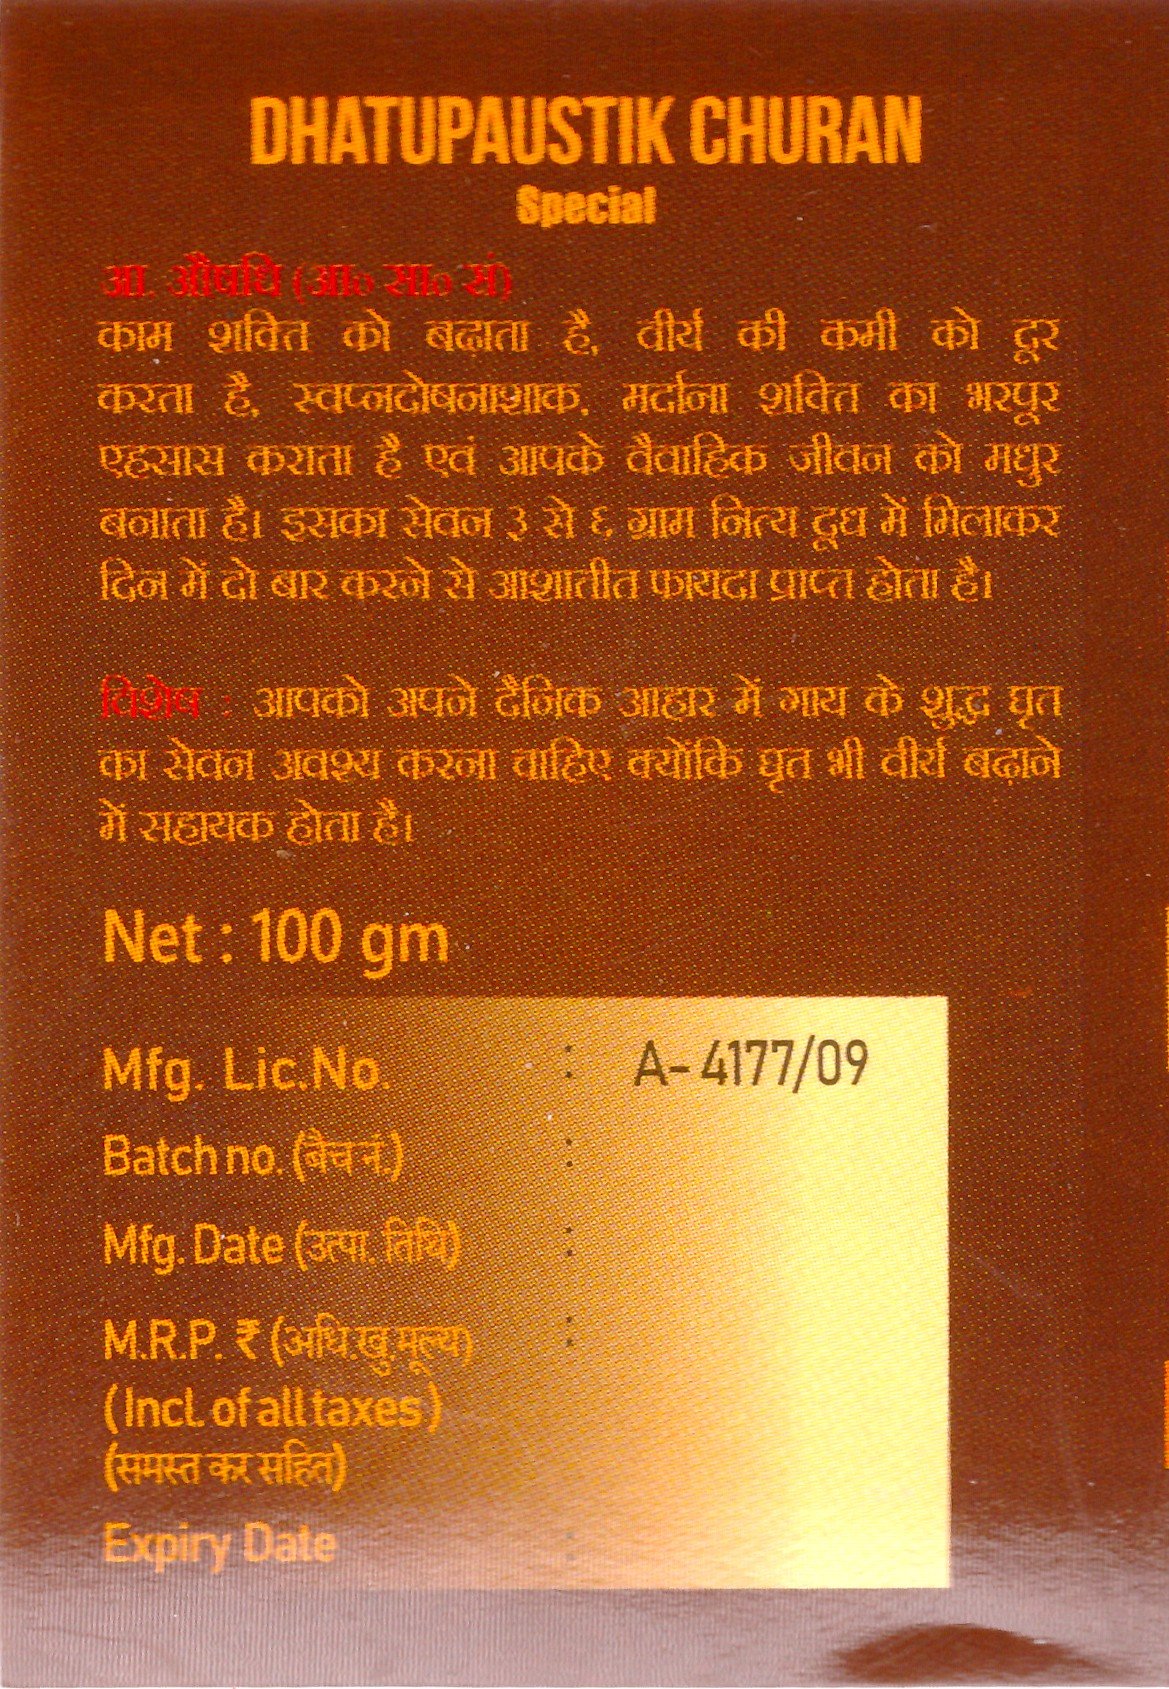 DHATUPAUSTIK CHURAN
Special
आ. औषधि (आ० सा० सं)
काम शक्ति को बढ़ाता है, वीर्य की कमी को दूर
करता है, स्वप्नदोषनाशक, मर्दाना शक्ति का भरपूर
एहसास कराता है एवं आपके वैवाहिक जीवन को मधुर
बनाता है। इसका सेवन ३ से ६ ग्राम नित्य दूध में मिलाकर
दिन में दो बार करने से आशातीत फायदा प्राप्त होता है।
विशेष : आपको अपने दैनिक आहार में गाय के शुद्ध घृत
का सेवन अवश्य करना चाहिए क्योंकि घृत भी वीर्य बढ़ाने
में सहायक होता है।
Net : 100 gm
Mfg. Lic.No. : A- 4177/09
Batch no. (बैच नं.) :
Mfg. Date (उत्पा. तिथि) :
M.R.P. ₹ (अधि.खु.मूल्य) :
(Incl. of all taxes)
(समस्त कर सहित)
Expiry Date :